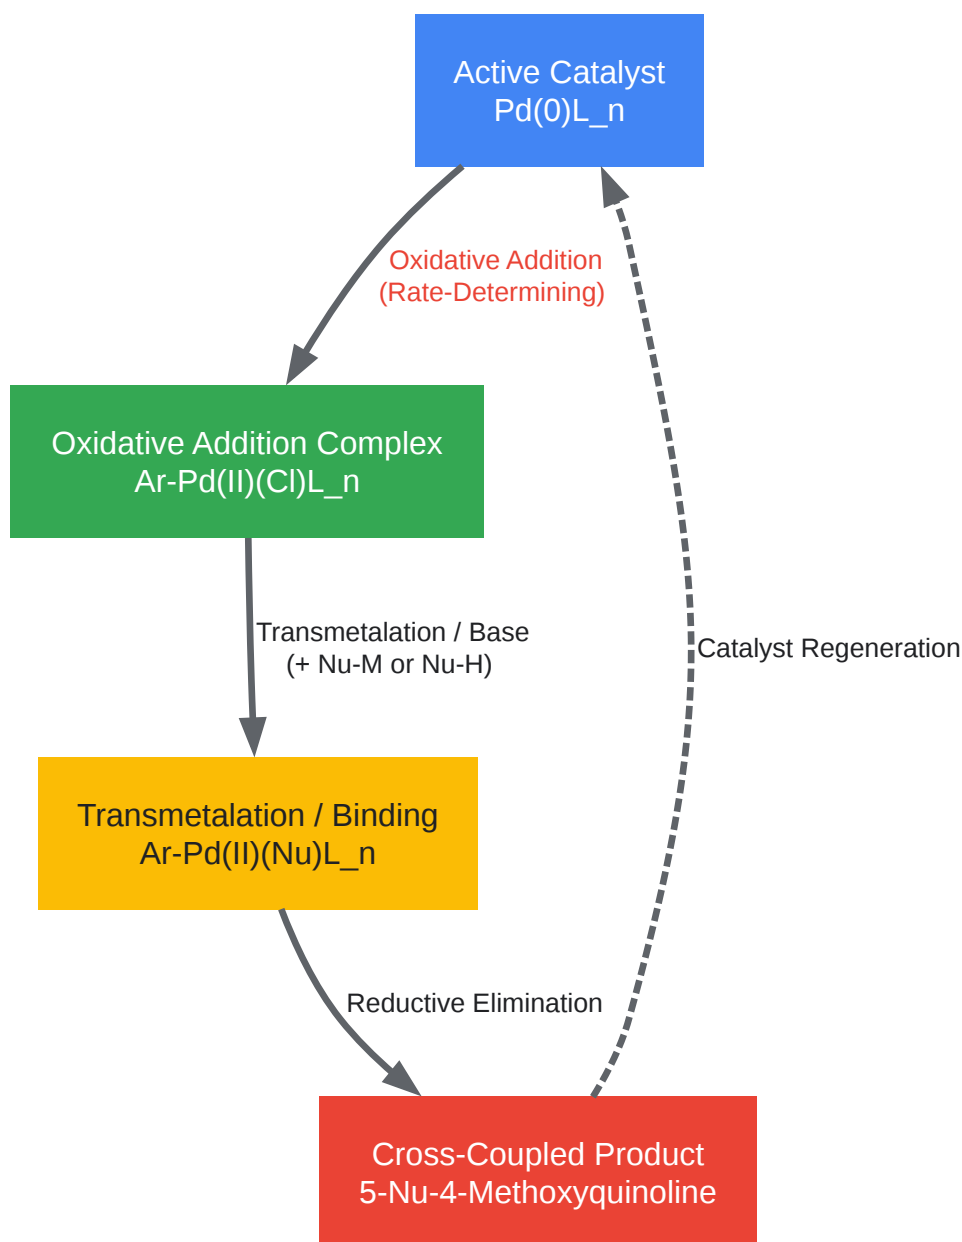 Active Catalyst
Pd(0)L_n
Oxidative Addition
(Rate-Determining)
Oxidative Addition Complex
Ar-Pd(II)(Cl)L_n
Transmetalation / Base
(+ Nu-M or Nu-H)
Catalyst Regeneration
Transmetalation / Binding
Ar-Pd(II)(Nu)L_n
Reductive Elimination
Cross-Coupled Product
5-Nu-4-Methoxyquinoline